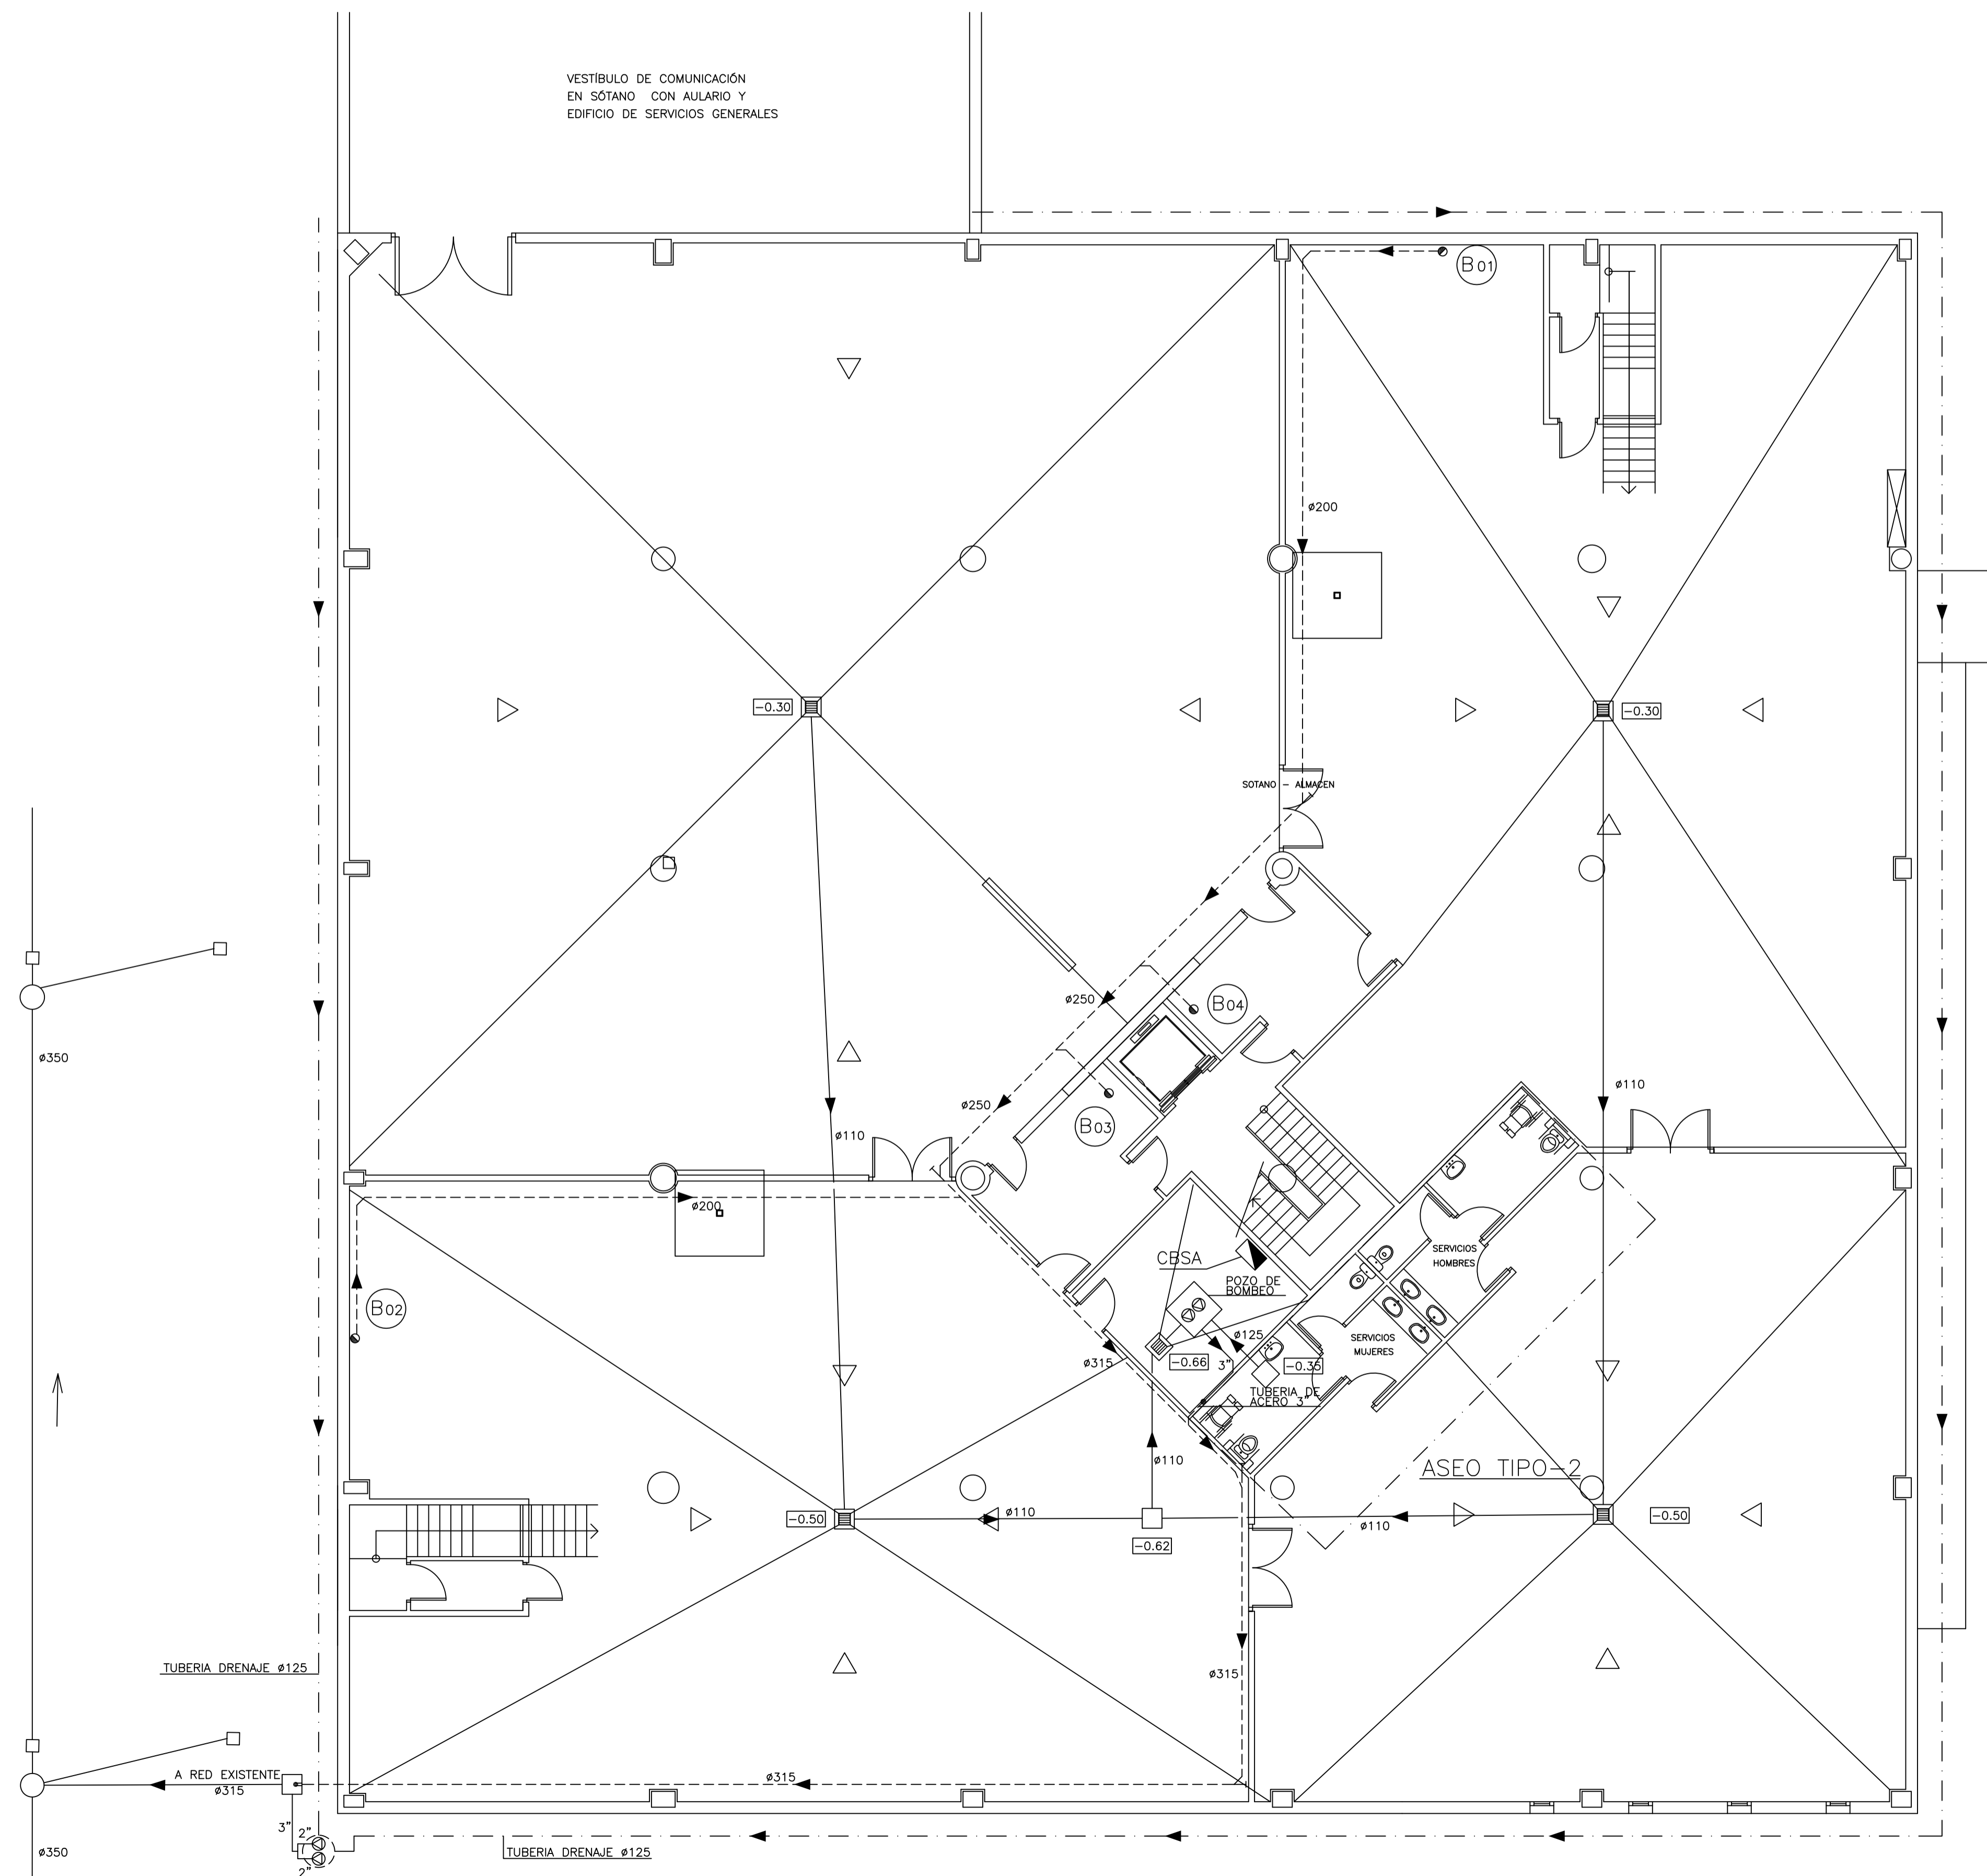 VESTÍBULO DE COMUNICACIÓN
EN SÓTANO CON AULARIO Y
EDIFICIO DE SERVICIOS GENERALES
B01
ø200
-0.30
-0.30
SOTANO - ALMACEN
ø250
B04
ø350
ø110
ø250
B03
ø110
ø200
SERVICIOS
HOMBRES
CBSA
POZO DE
BOMBEO
B02
ø125
SERVICIOS
MUJERES
ø315
-0.66
3"
-0.35
TUBERIA DE
ACERO 3"
ø110
ASEO TIPO-2
-0.50
ø110
ø110
-0.50
-0.62
TUBERIA DRENAJE ø125
ø315
A RED EXISTENTE
ø315
ø315
3"
2"
ø350
TUBERIA DRENAJE ø125
2"